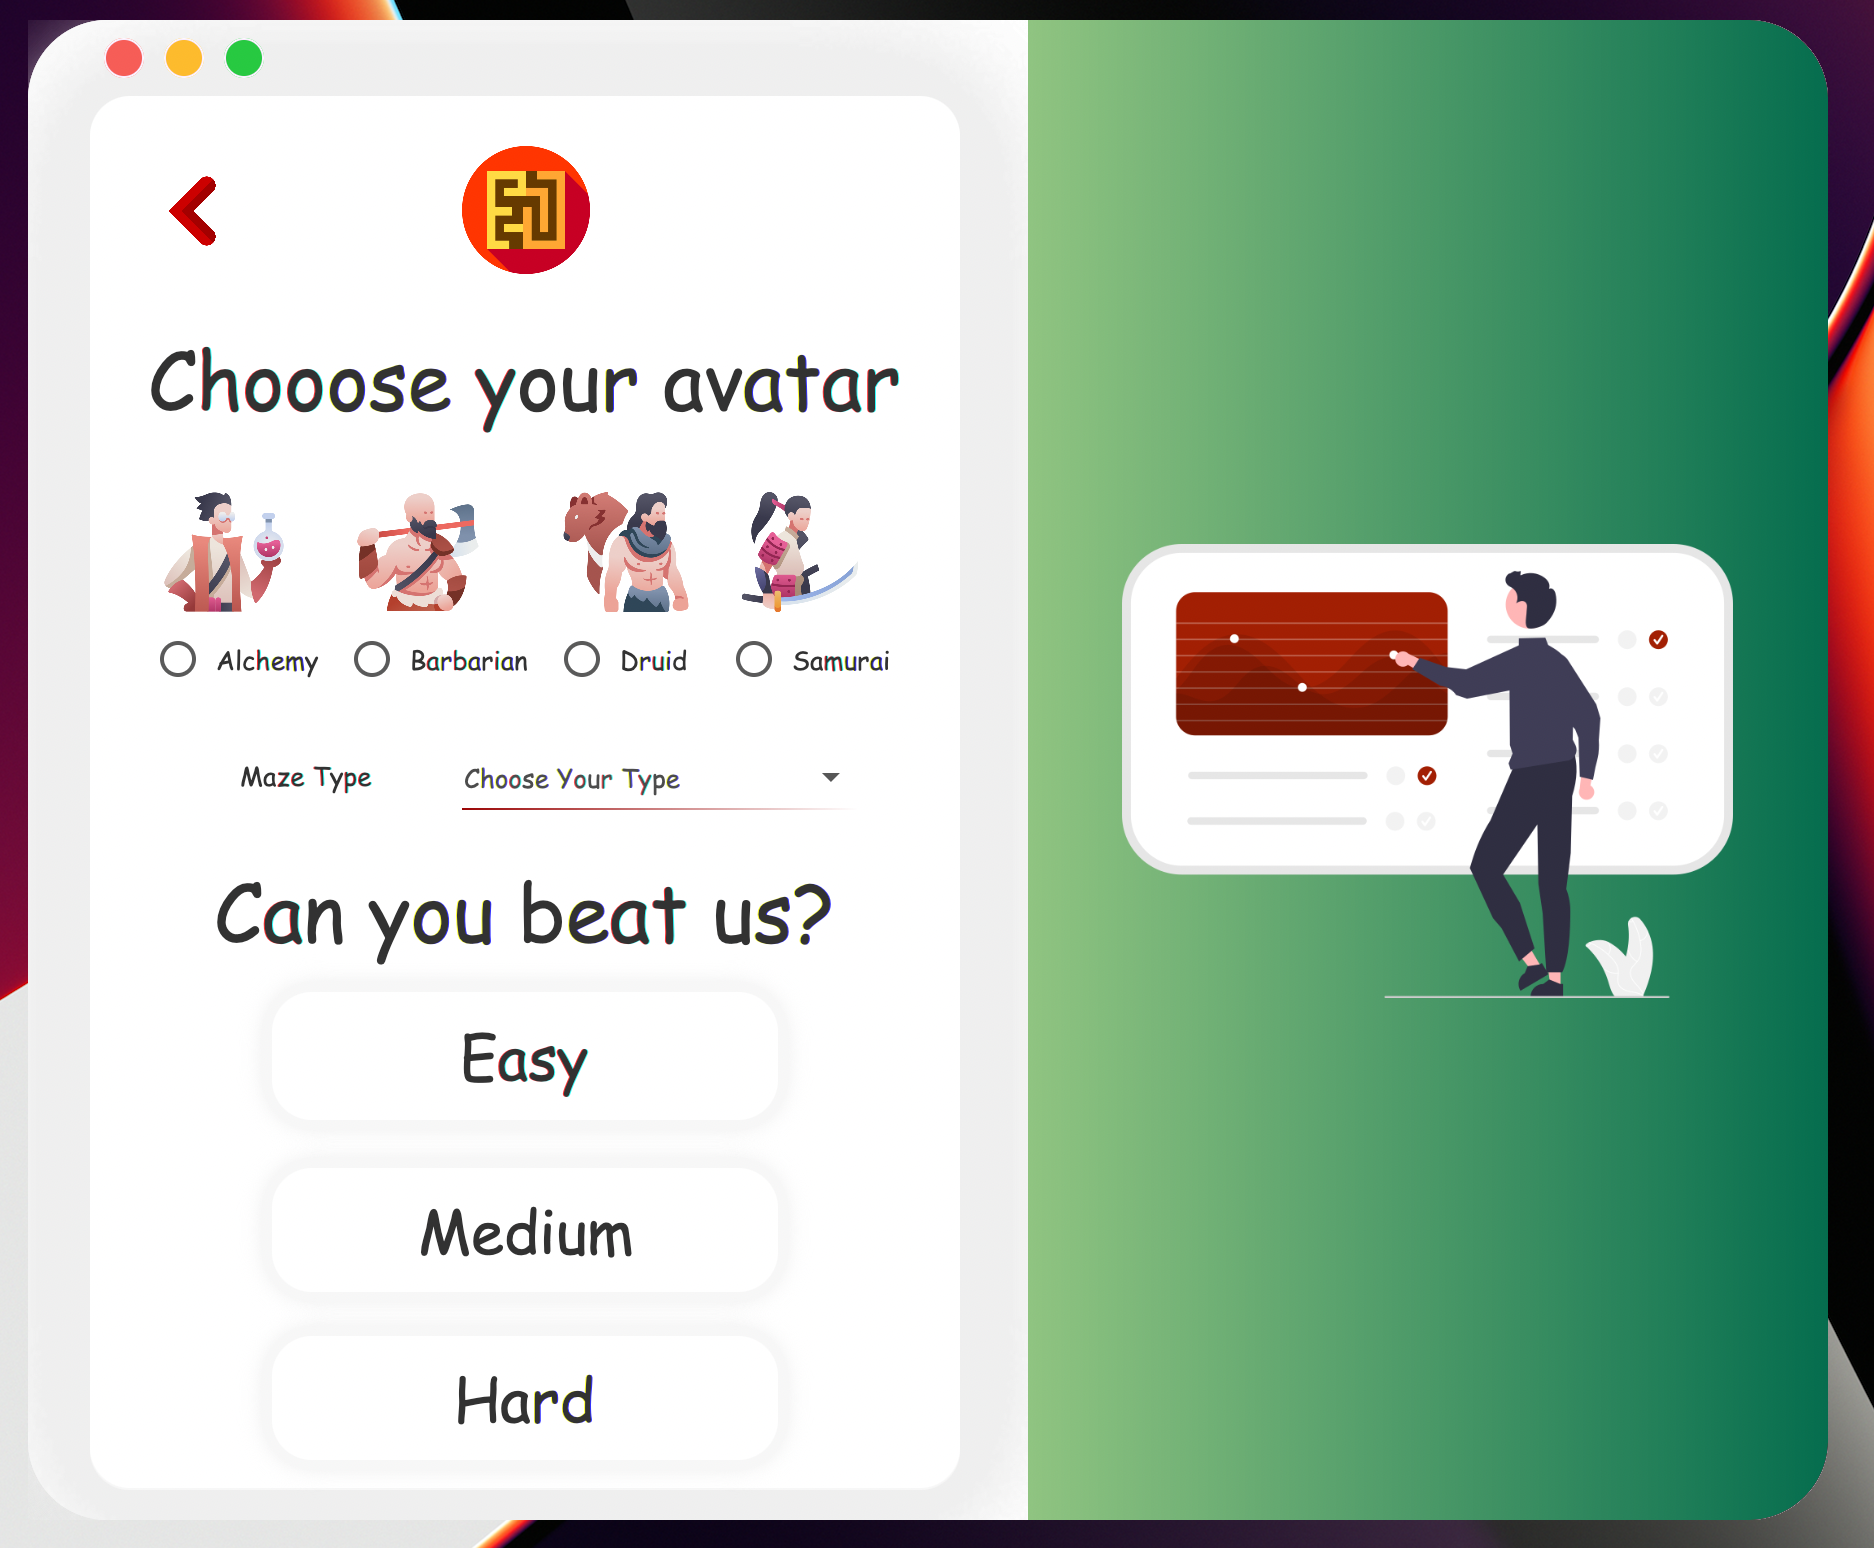 Chooose your avatar
Alchemy Barbarian Druid Samurai
Maze Type Choose Your Type
Can you beat us?
Easy
Medium
Hard